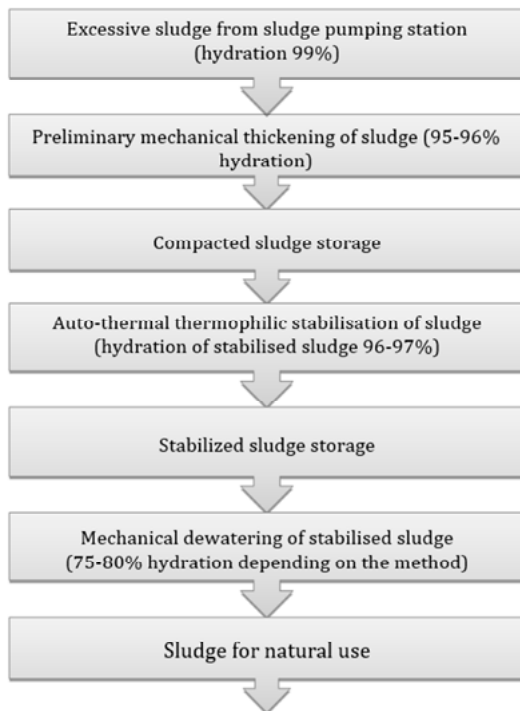 Excessive sludge from sludge pumping station
(hydration 99%)
Preliminary mechanical thickening of sludge (95-96%
hydration)
Compacted sludge storage
Auto-thermal thermophilic stabilisation of sludge
(hydration of stabilised sludge 96-97%)
Stabilized sludge storage
Mechanical dewatering of stabilised sludge
(75-80% hydration depending on the method)
Sludge for natural use